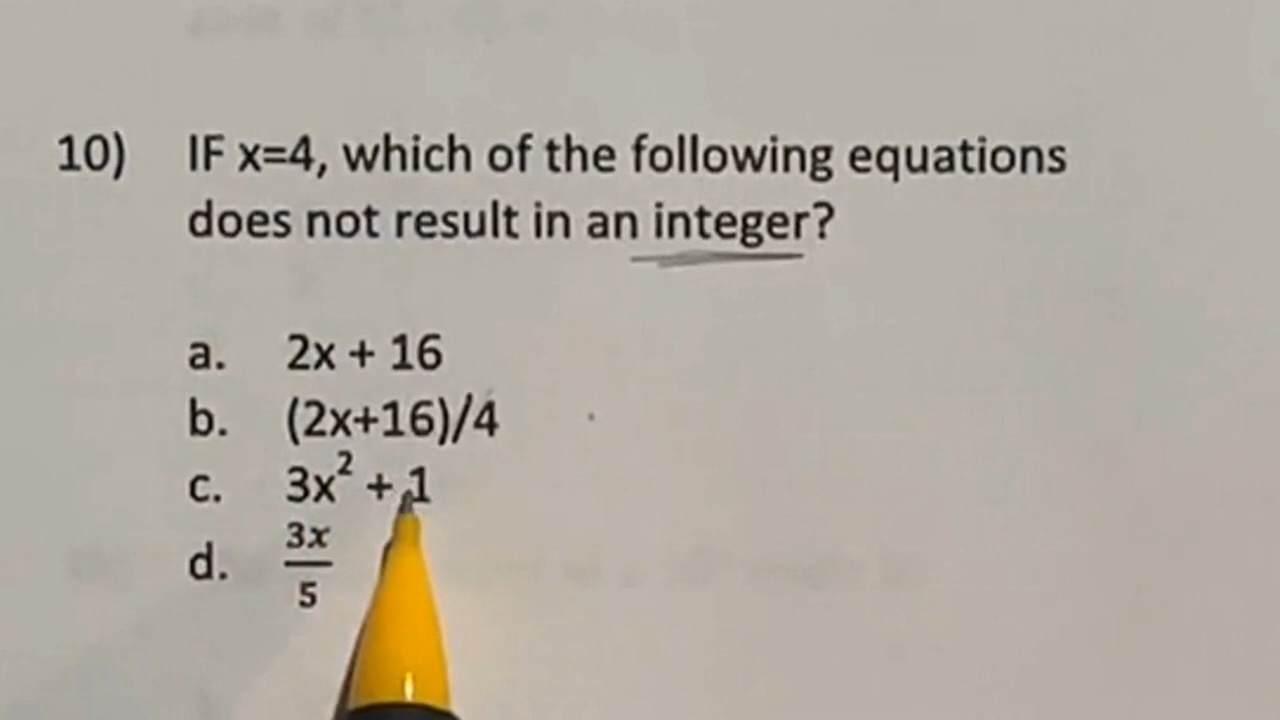 10) IF x=4, which of the following equations
does not result in an integer?
a. 2x + 16
b. (2x+16)/4
c. 3x² + 1
d. 3x/5